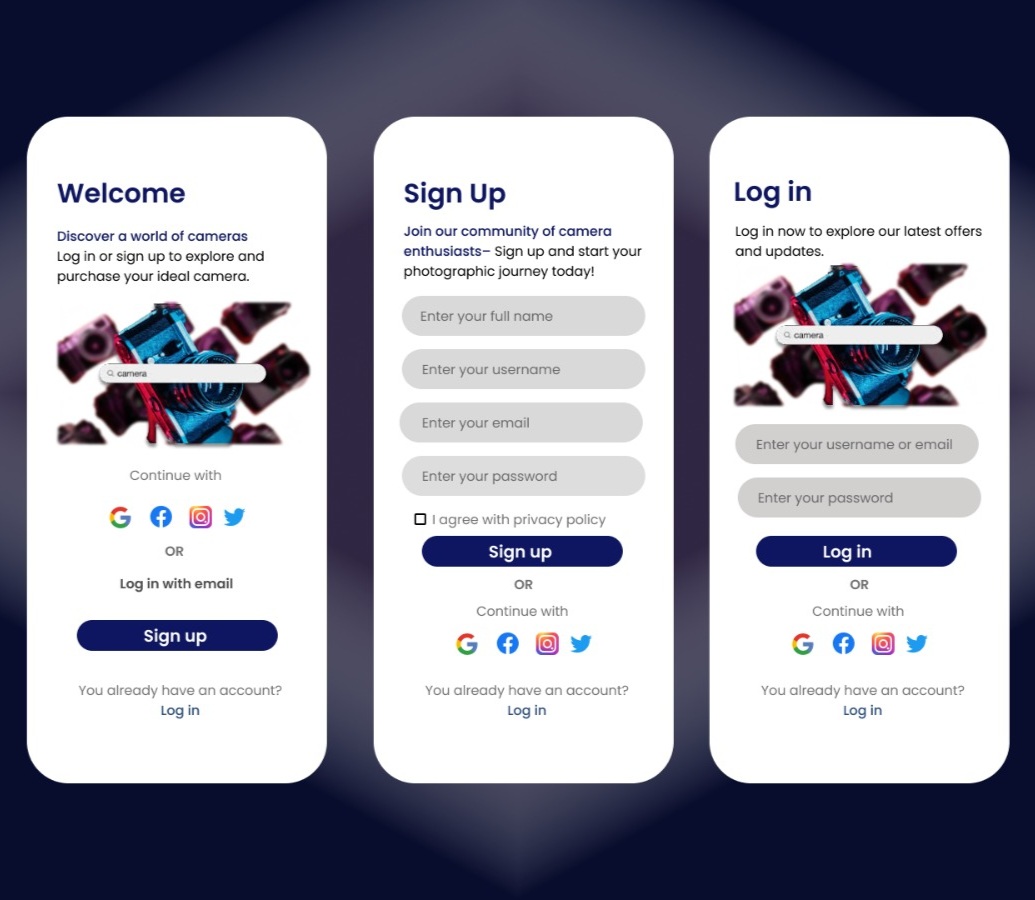 Welcome
Discover a world of cameras
Log in or sign up to explore and
purchase your ideal camera.
camera
Continue with
OR
Log in with email
Sign up
You already have an account?
Log in
Sign Up
Join our community of camera
enthusiasts– Sign up and start your
photographic journey today!
Enter your full name
Enter your username
Enter your email
Enter your password
I agree with privacy policy
Sign up
OR
Continue with
You already have an account?
Log in
Log in
Log in now to explore our latest offers
and updates.
camera
Enter your username or email
Enter your password
Log in
OR
Continue with
You already have an account?
Log in